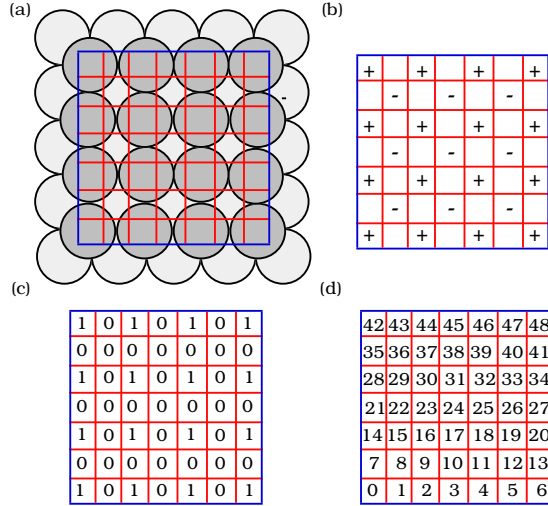 (a)
-
(b)
+ + + +
- - -
+ + + +
- - -
+ + + +
- - -
+ + + +
(c)
1 0 1 0 1 0 1
0 0 0 0 0 0 0
1 0 1 0 1 0 1
0 0 0 0 0 0 0
1 0 1 0 1 0 1
0 0 0 0 0 0 0
1 0 1 0 1 0 1
(d)
42 43 44 45 46 47 48
35 36 37 38 39 40 41
28 29 30 31 32 33 34
21 22 23 24 25 26 27
14 15 16 17 18 19 20
7 8 9 10 11 12 13
0 1 2 3 4 5 6